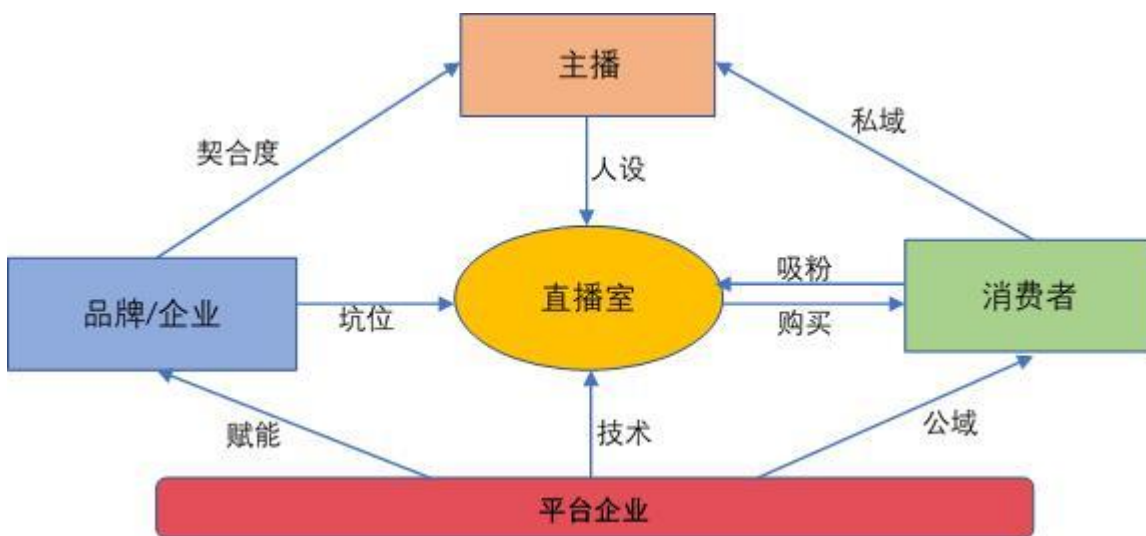 主播
契合度
私域
人设
品牌/企业
坑位
直播室
吸粉
购买
消费者
赋能
技术
公域
平台企业